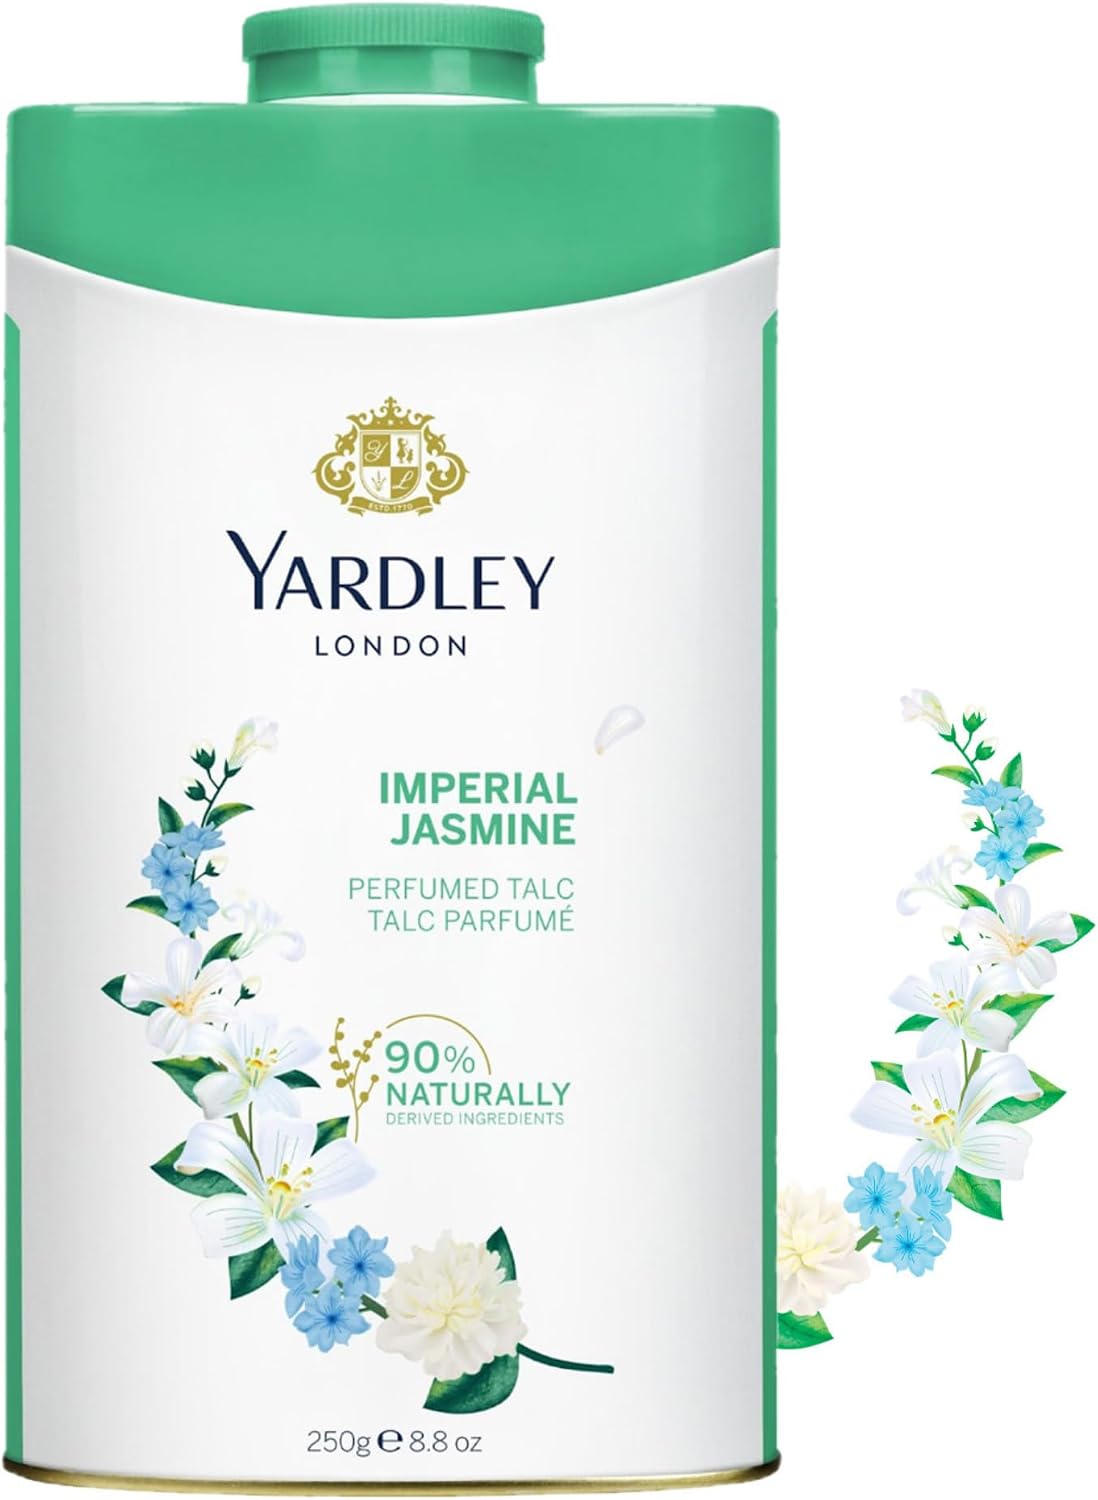 Y
L
ESTD.1770
YARDLEY
LONDON
IMPERIAL
JASMINE
PERFUMED TALC
TALC PARFUMÉ
90%
NATURALLY
DERIVED INGREDIENTS
250g ℮ 8.8 oz